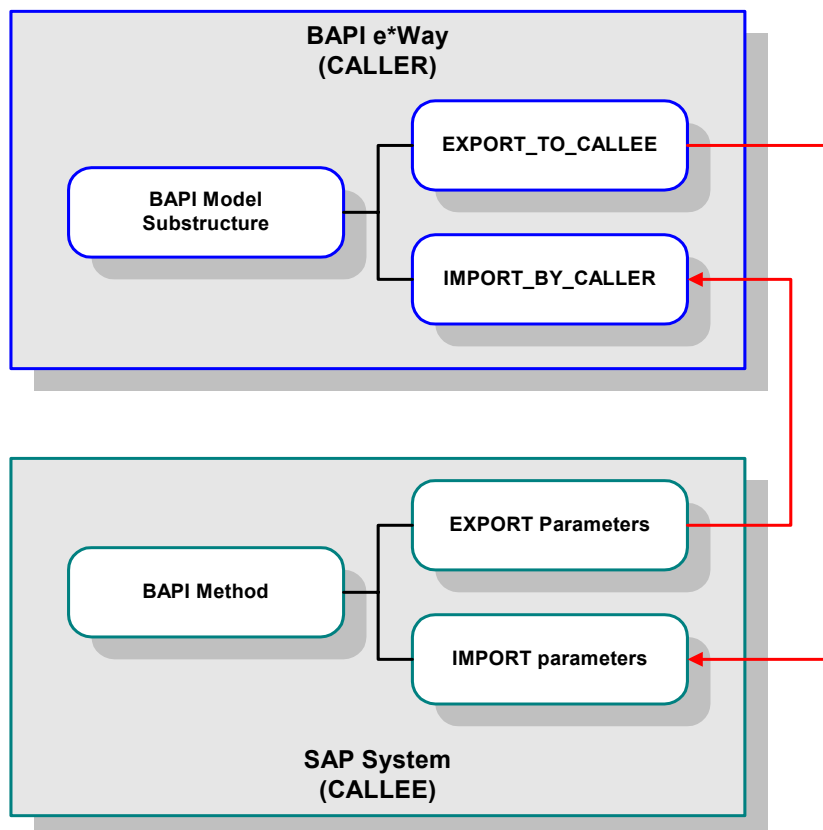 BAPI e*Way
(CALLER)
EXPORT_TO_CALLEE
BAPI Model
Substructure
IMPORT_BY_CALLER
EXPORT Parameters
BAPI Method
IMPORT parameters
SAP System
(CALLEE)